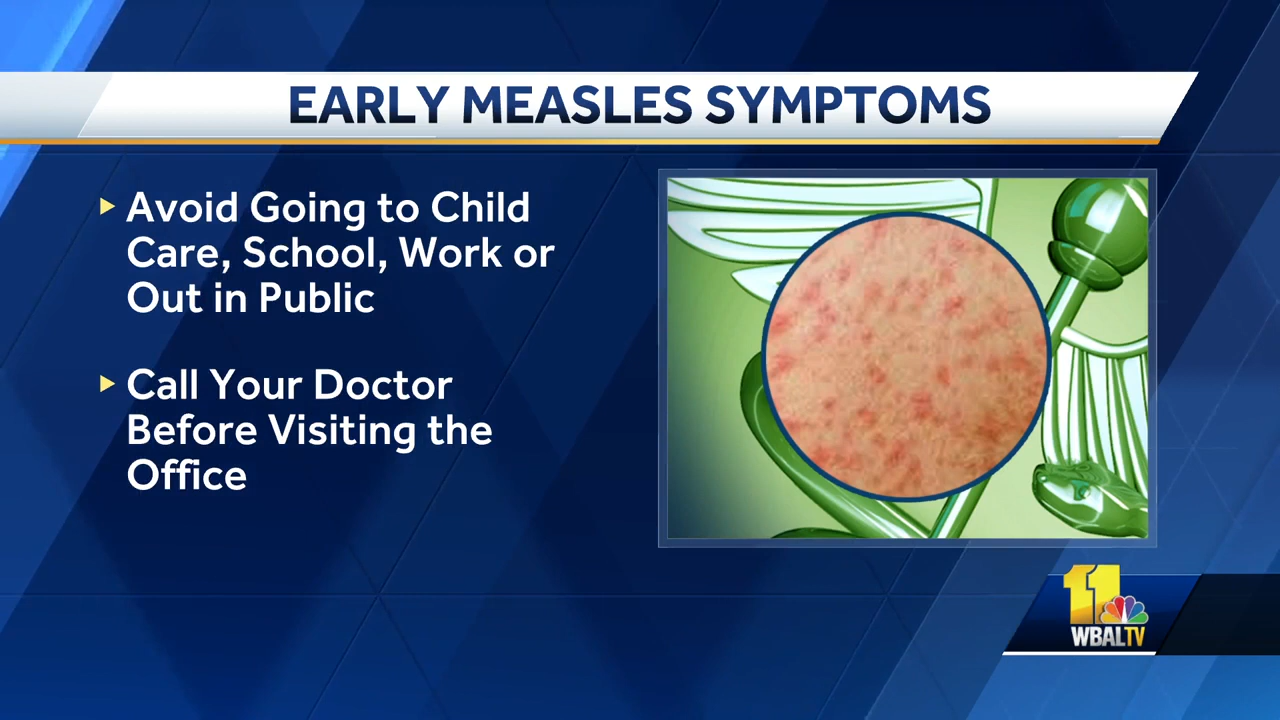 EARLY MEASLES SYMPTOMS
Avoid Going to Child
Care, School, Work or
Out in Public
Call Your Doctor
Before Visiting the
Office
11
WBALTV